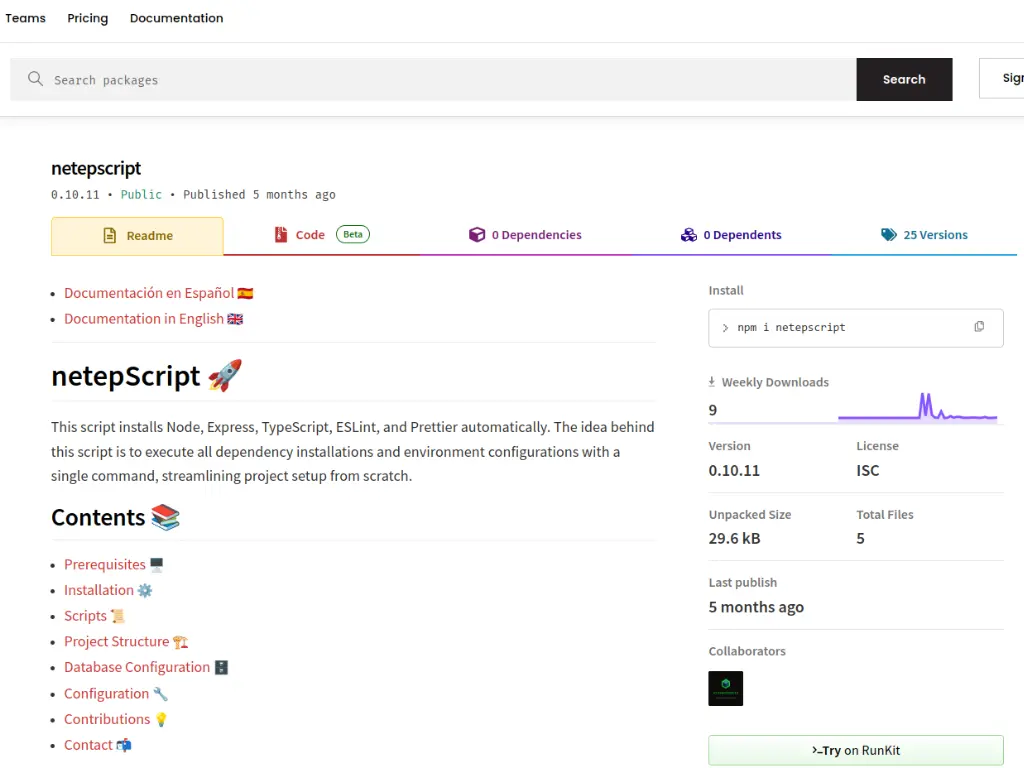 Teams Pricing Documentation
Search packages
Search
Sign
netepscript
0.10.11 • Public • Published 5 months ago
Readme
Code Beta
0 Dependencies
0 Dependents
25 Versions
Documentación en Español 🇪🇸
Documentation in English 🇬🇧
netepScript 🚀
This script installs Node, Express, TypeScript, ESLint, and Prettier automatically. The idea behind
this script is to execute all dependency installations and environment configurations with a
single command, streamlining project setup from scratch.
Contents 📚
Prerequisites 🖥️
Installation ⚙️
Scripts 📜
Project Structure 🏗️
Database Configuration 🗄️
Configuration 🔧
Contributions 💡
Contact 📬
Install
npm i netepscript
Weekly Downloads
9
Version
0.10.11
License
ISC
Unpacked Size
29.6 kB
Total Files
5
Last publish
5 months ago
Collaborators
>_Try on RunKit